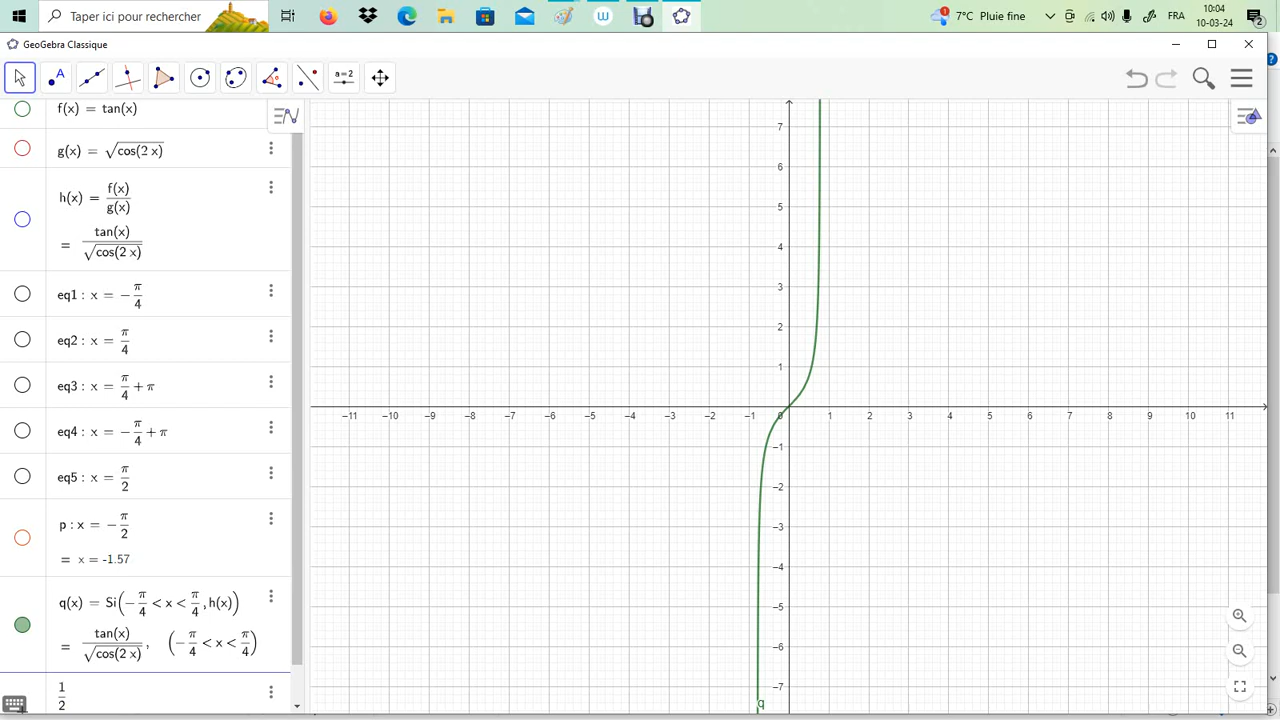 Taper ici pour rechercher
7°C Pluie fine
FRA
10:04
10-03-24
2
GeoGebra Classique
A
a=2
f(x) = tan(x)
g(x) = √cos(2 x)
h(x) = f(x)/g(x)
= tan(x)/√cos(2 x)
eq1 : x = −π/4
eq2 : x = π/4
eq3 : x = π/4 + π
eq4 : x = −π/4 + π
eq5 : x = π/2
p : x = −π/2
= x = -1.57
q(x) = Si(−π/4 < x < π/4, h(x))
= tan(x)/√cos(2 x), (−π/4 < x < π/4)
1/2
7
6
5
4
3
2
1
−11 −10 −9 −8 −7 −6 −5 −4 −3 −2 −1 0 1 2 3 4 5 6 7 8 9 10 11
−1
−2
−3
−4
−5
−6
−7
q